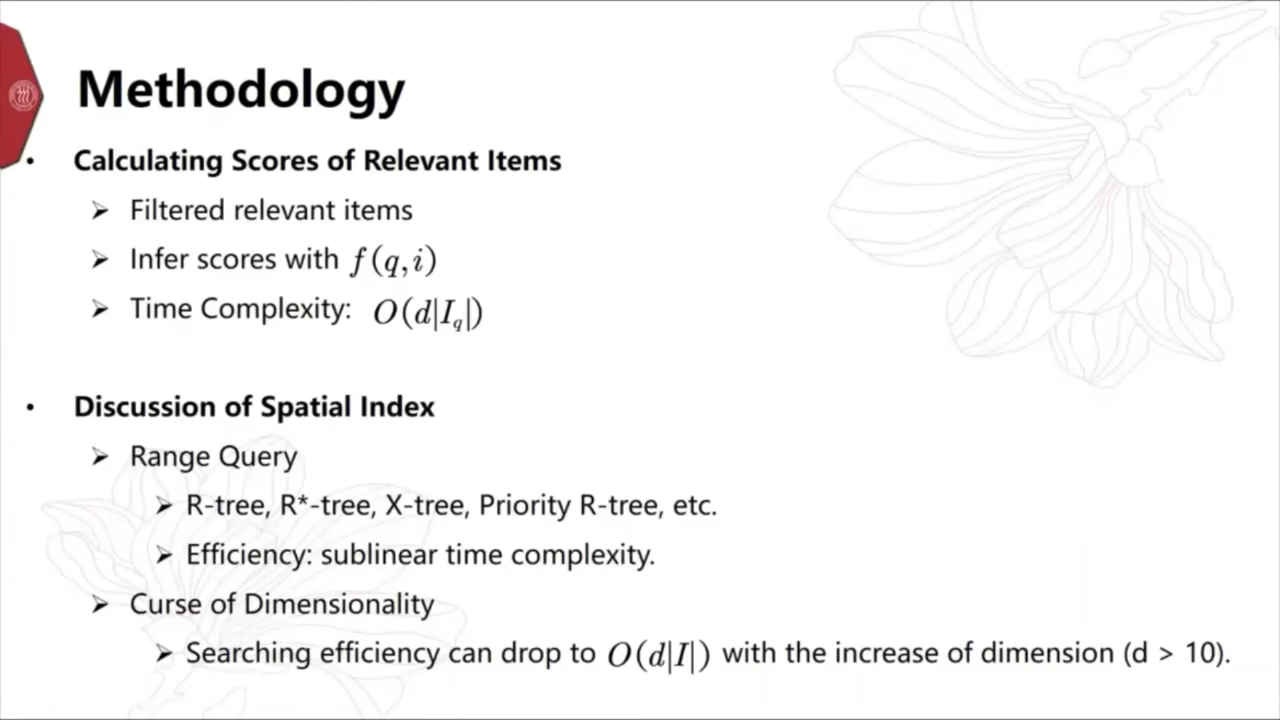 Methodology
• Calculating Scores of Relevant Items
➢ Filtered relevant items
➢ Infer scores with f(q,i)
➢ Time Complexity: O(d|I_q|)
• Discussion of Spatial Index
➢ Range Query
➢ R-tree, R*-tree, X-tree, Priority R-tree, etc.
➢ Efficiency: sublinear time complexity.
➢ Curse of Dimensionality
➢ Searching efficiency can drop to O(d|I|) with the increase of dimension (d > 10).